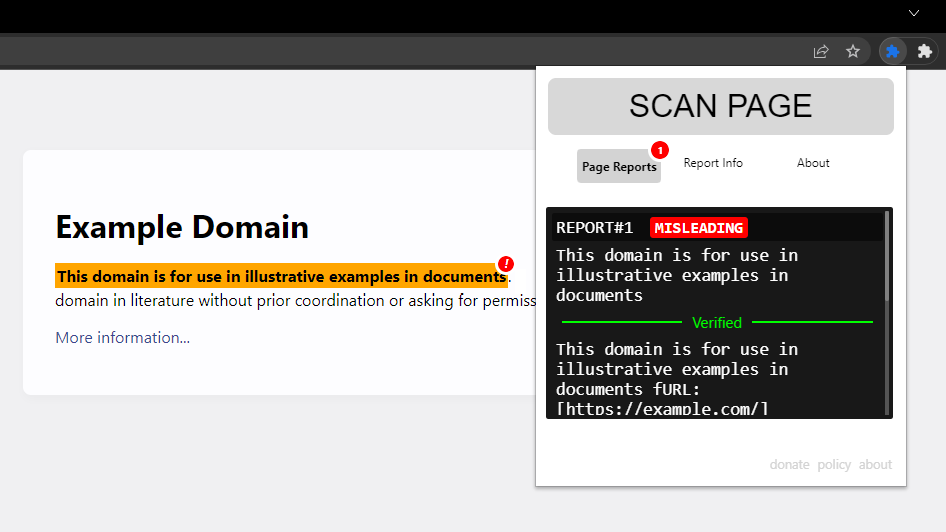 SCAN PAGE
Page Reports
1
Report Info
About
Example Domain
This domain is for use in illustrative examples in documents.
!
domain in literature without prior coordination or asking for permiss
More information...
REPORT#1 MISLEADING
This domain is for use in
illustrative examples in
documents
Verified
This domain is for use in
illustrative examples in
documents fURL:
[https://example.com/]
donate policy about